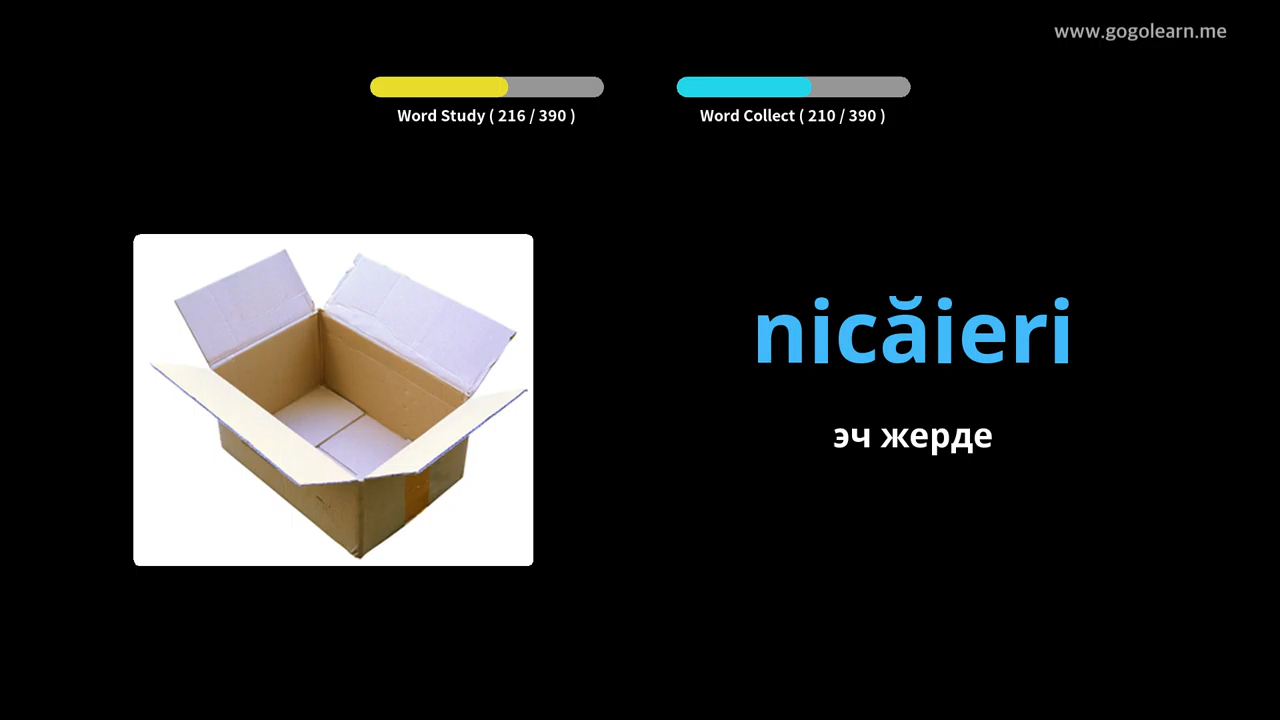 www.gogolearn.me
Word Study ( 216 / 390 )
Word Collect ( 210 / 390 )
nicăieri
эч жерде